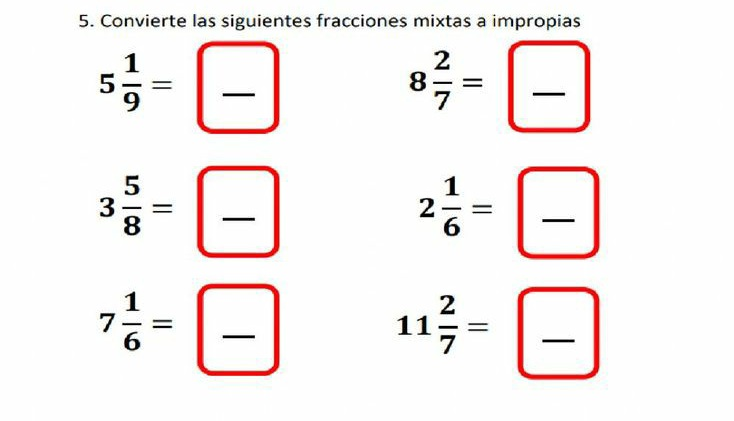 5. Convierte las siguientes fracciones mixtas a impropias
5 1/9 =
8 2/7 =
3 5/8 =
2 1/6 =
7 1/6 =
11 2/7 =